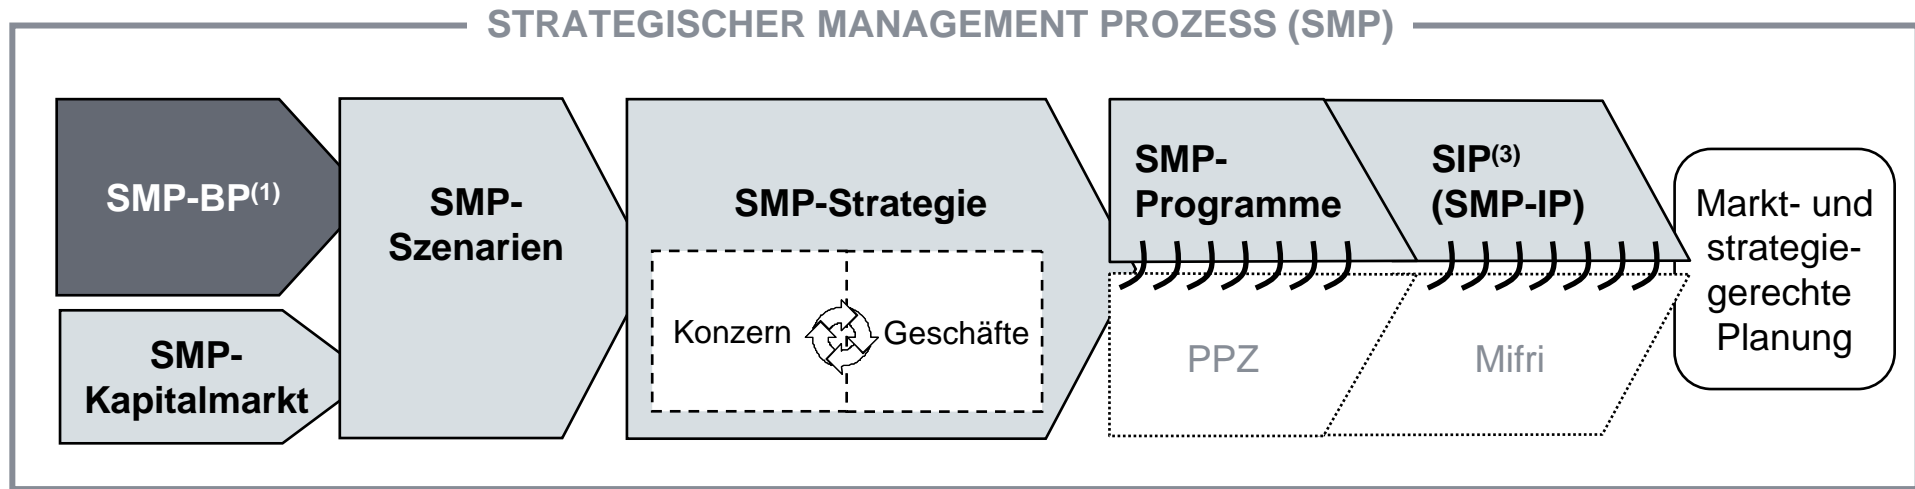 STRATEGISCHER MANAGEMENT PROZESS (SMP)
SMP-BP(1)
SMP-
Kapitalmarkt
SMP-
Szenarien
SMP-Strategie
Konzern
Geschäfte
SMP-
Programme
SIP(3)
(SMP-IP)
PPZ
Mifri
Markt- und
strategie-
gerechte
Planung